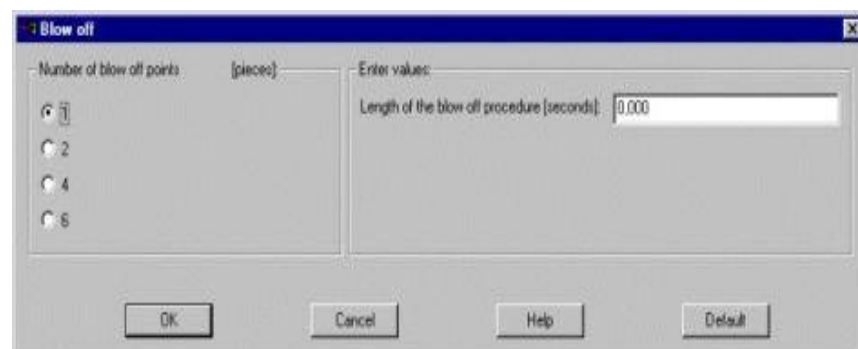 Blow off
Number of blow off points [pieces]:
1
2
4
6
Enter values:
Length of the blow off procedure [seconds]: 0,000
OK Cancel Help Default